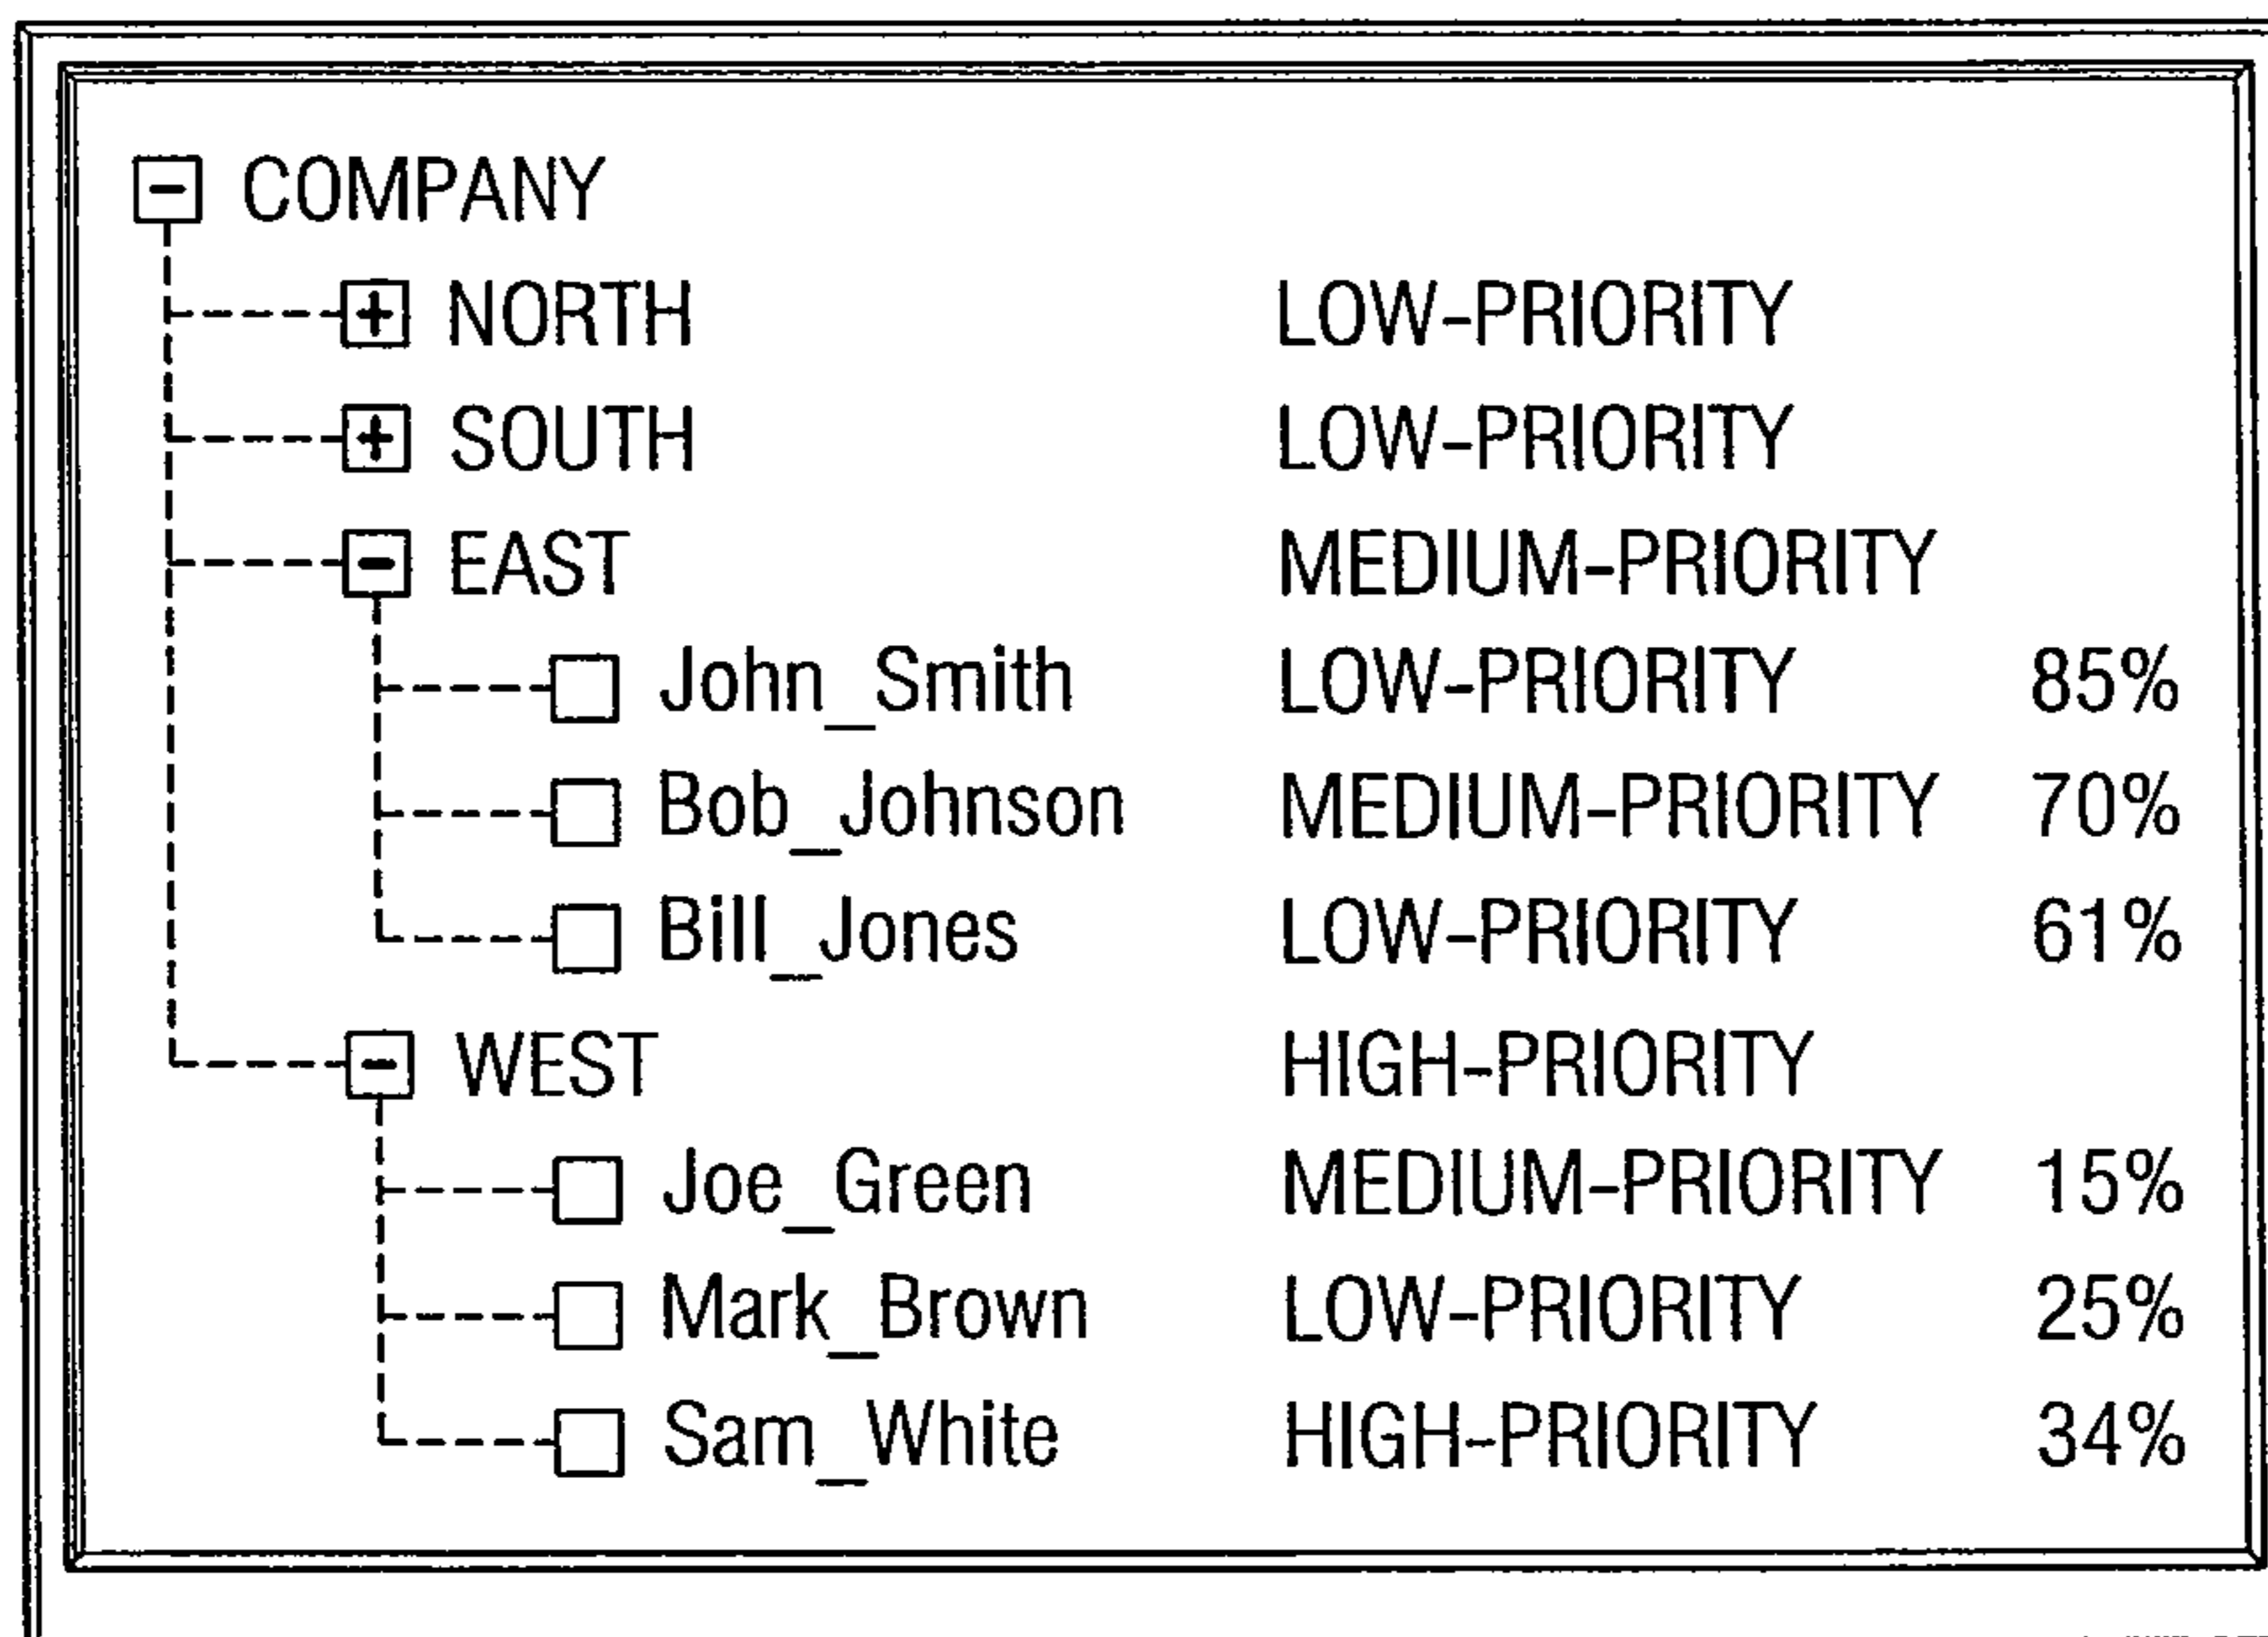 COMPANY
NORTH LOW-PRIORITY
SOUTH LOW-PRIORITY
EAST MEDIUM-PRIORITY
John_Smith LOW-PRIORITY 85%
Bob_Johnson MEDIUM-PRIORITY 70%
Bill_Jones LOW-PRIORITY 61%
WEST HIGH-PRIORITY
Joe_Green MEDIUM-PRIORITY 15%
Mark_Brown LOW-PRIORITY 25%
Sam_White HIGH-PRIORITY 34%